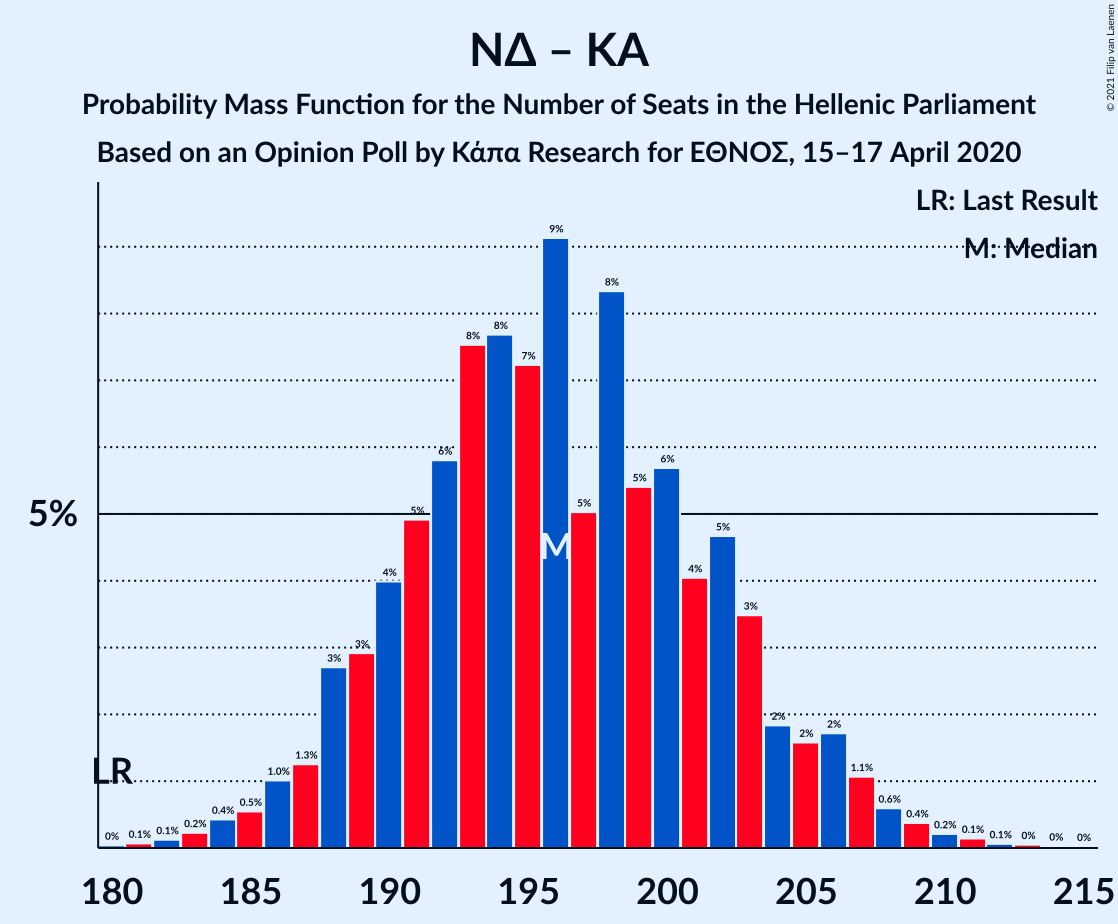 ΝΔ – ΚΑ
Probability Mass Function for the Number of Seats in the Hellenic Parliament
Based on an Opinion Poll by Κάπα Research for ΕΘΝΟΣ, 15–17 April 2020
© 2021 Filip van Laenen
LR: Last Result
M: Median
5%
LR
M
0% 0.1% 0.1% 0.2% 0.4% 0.5% 1.0% 1.3% 3% 3% 4% 5% 6% 8% 8% 7% 9% 5% 8% 5% 6% 4% 5% 3% 2% 2% 2% 1.1% 0.6% 0.4% 0.2% 0.1% 0.1% 0% 0% 0%
180 185 190 195 200 205 210 215